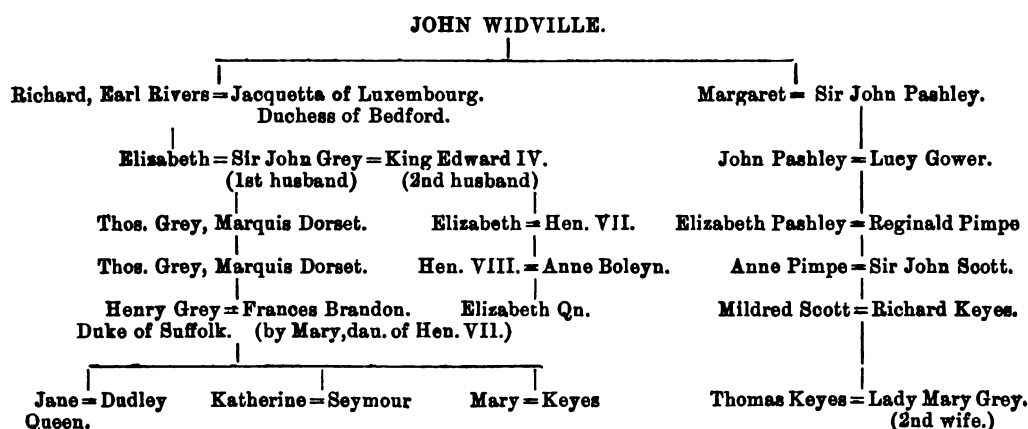 JOHN WIDVILLE.
Richard, Earl Rivers=Jacquetta of Luxembourg. Margaret= Sir John Pashley.
Duchess of Bedford.
Elizabeth=Sir John Grey=King Edward IV. John Pashley=Lucy Gower.
(1st husband) (2nd husband)
Thos. Grey, Marquis Dorset. Elizabeth=Hen. VII. Elizabeth Pashley=Reginald Pimpe
Thos. Grey, Marquis Dorset. Hen. VIII.=Anne Boleyn. Anne Pimpe=Sir John Scott.
Henry Grey=Frances Brandon. Elizabeth Qn. Mildred Scott=Richard Keyes.
Duke of Suffolk. (by Mary, dau. of Hen. VII.)
Jane=Dudley Katherine=Seymour Mary=Keyes Thomas Keyes=Lady Mary Grey.
Queen. (2nd wife.)